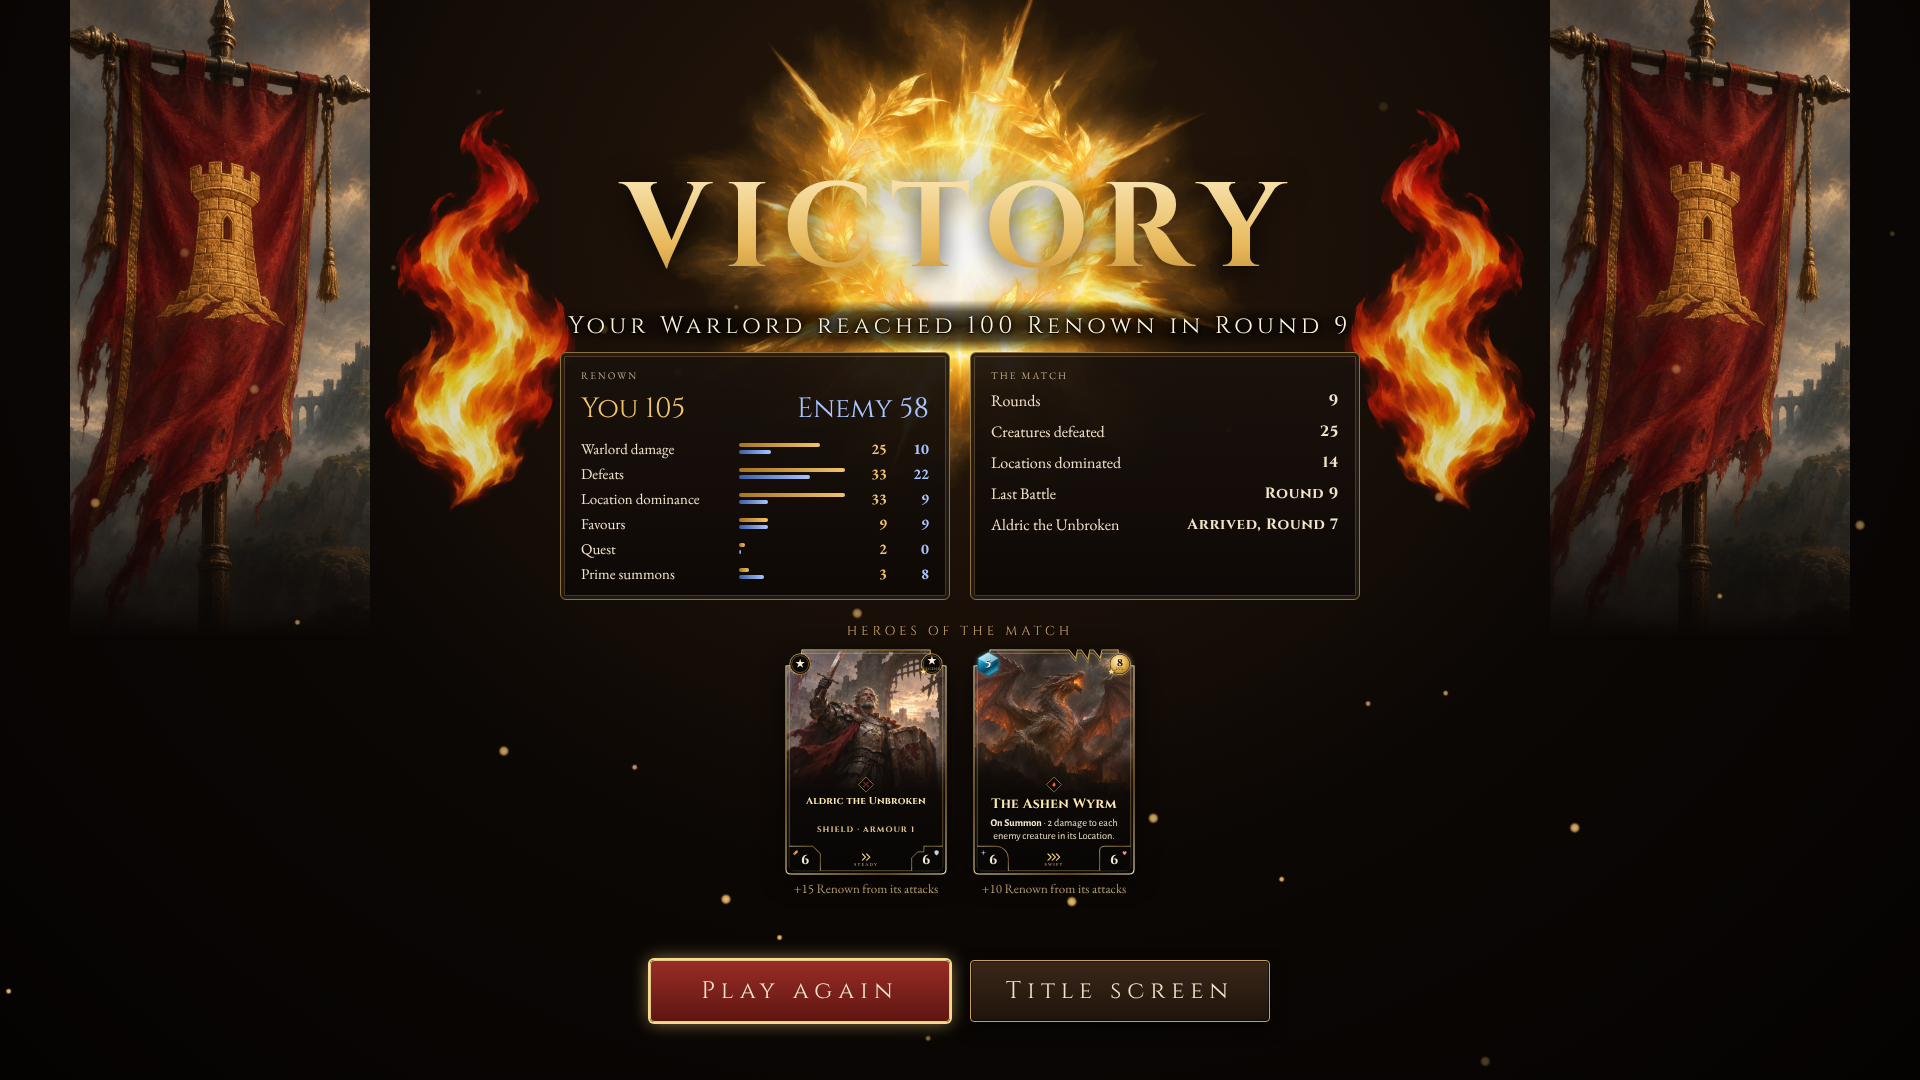 VICTORY
Your Warlord reached 100 Renown in Round 9
RENOWN
You 105 Enemy 58
Warlord damage 25 10
Defeats 33 22
Location dominance 33 9
Favours 9 9
Quest 2 0
Prime summons 3 8
THE MATCH
Rounds 9
Creatures defeated 25
Locations dominated 14
Last Battle Round 9
Aldric the Unbroken Arrived, Round 7
HEROES OF THE MATCH
Aldric the Unbroken
SHIELD · ARMOUR 1
6 STEADY 6
+15 Renown from its attacks
5 8
The Ashen Wyrm
On Summon · 2 damage to each
enemy creature in its Location.
6 SWIFT 6
+10 Renown from its attacks
Play again
Title screen